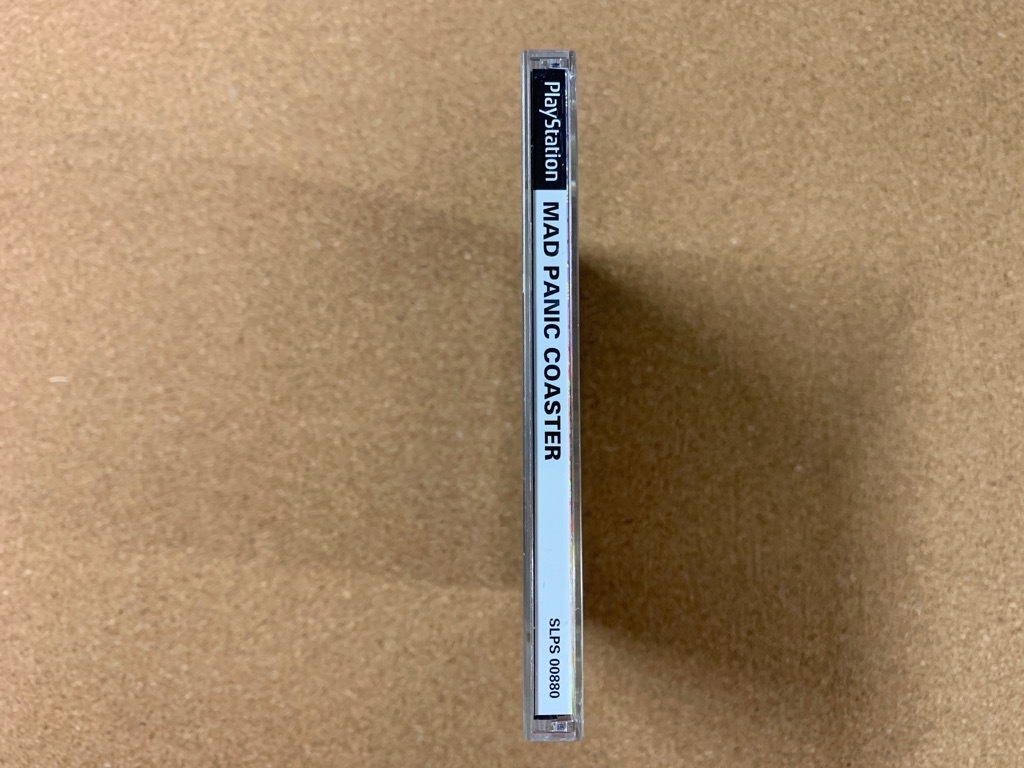 PlayStation
MAD PANIC COASTER
SLPS 00880